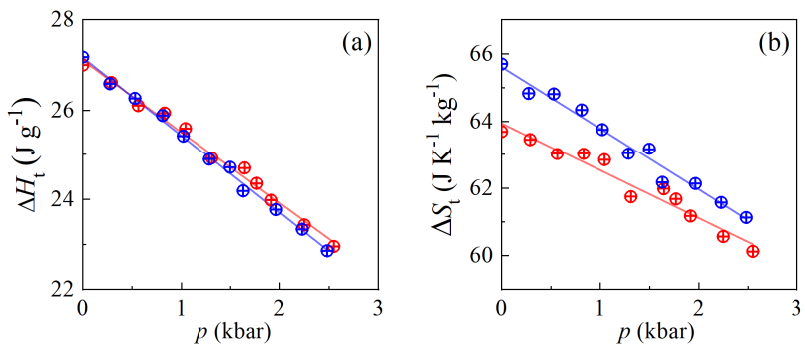 (a)
ΔHt (J g-1)
28
26
24
22
0
1
2
3
p (kbar)
(b)
ΔSt (J K-1 kg-1)
66
64
62
60
0
1
2
3
p (kbar)